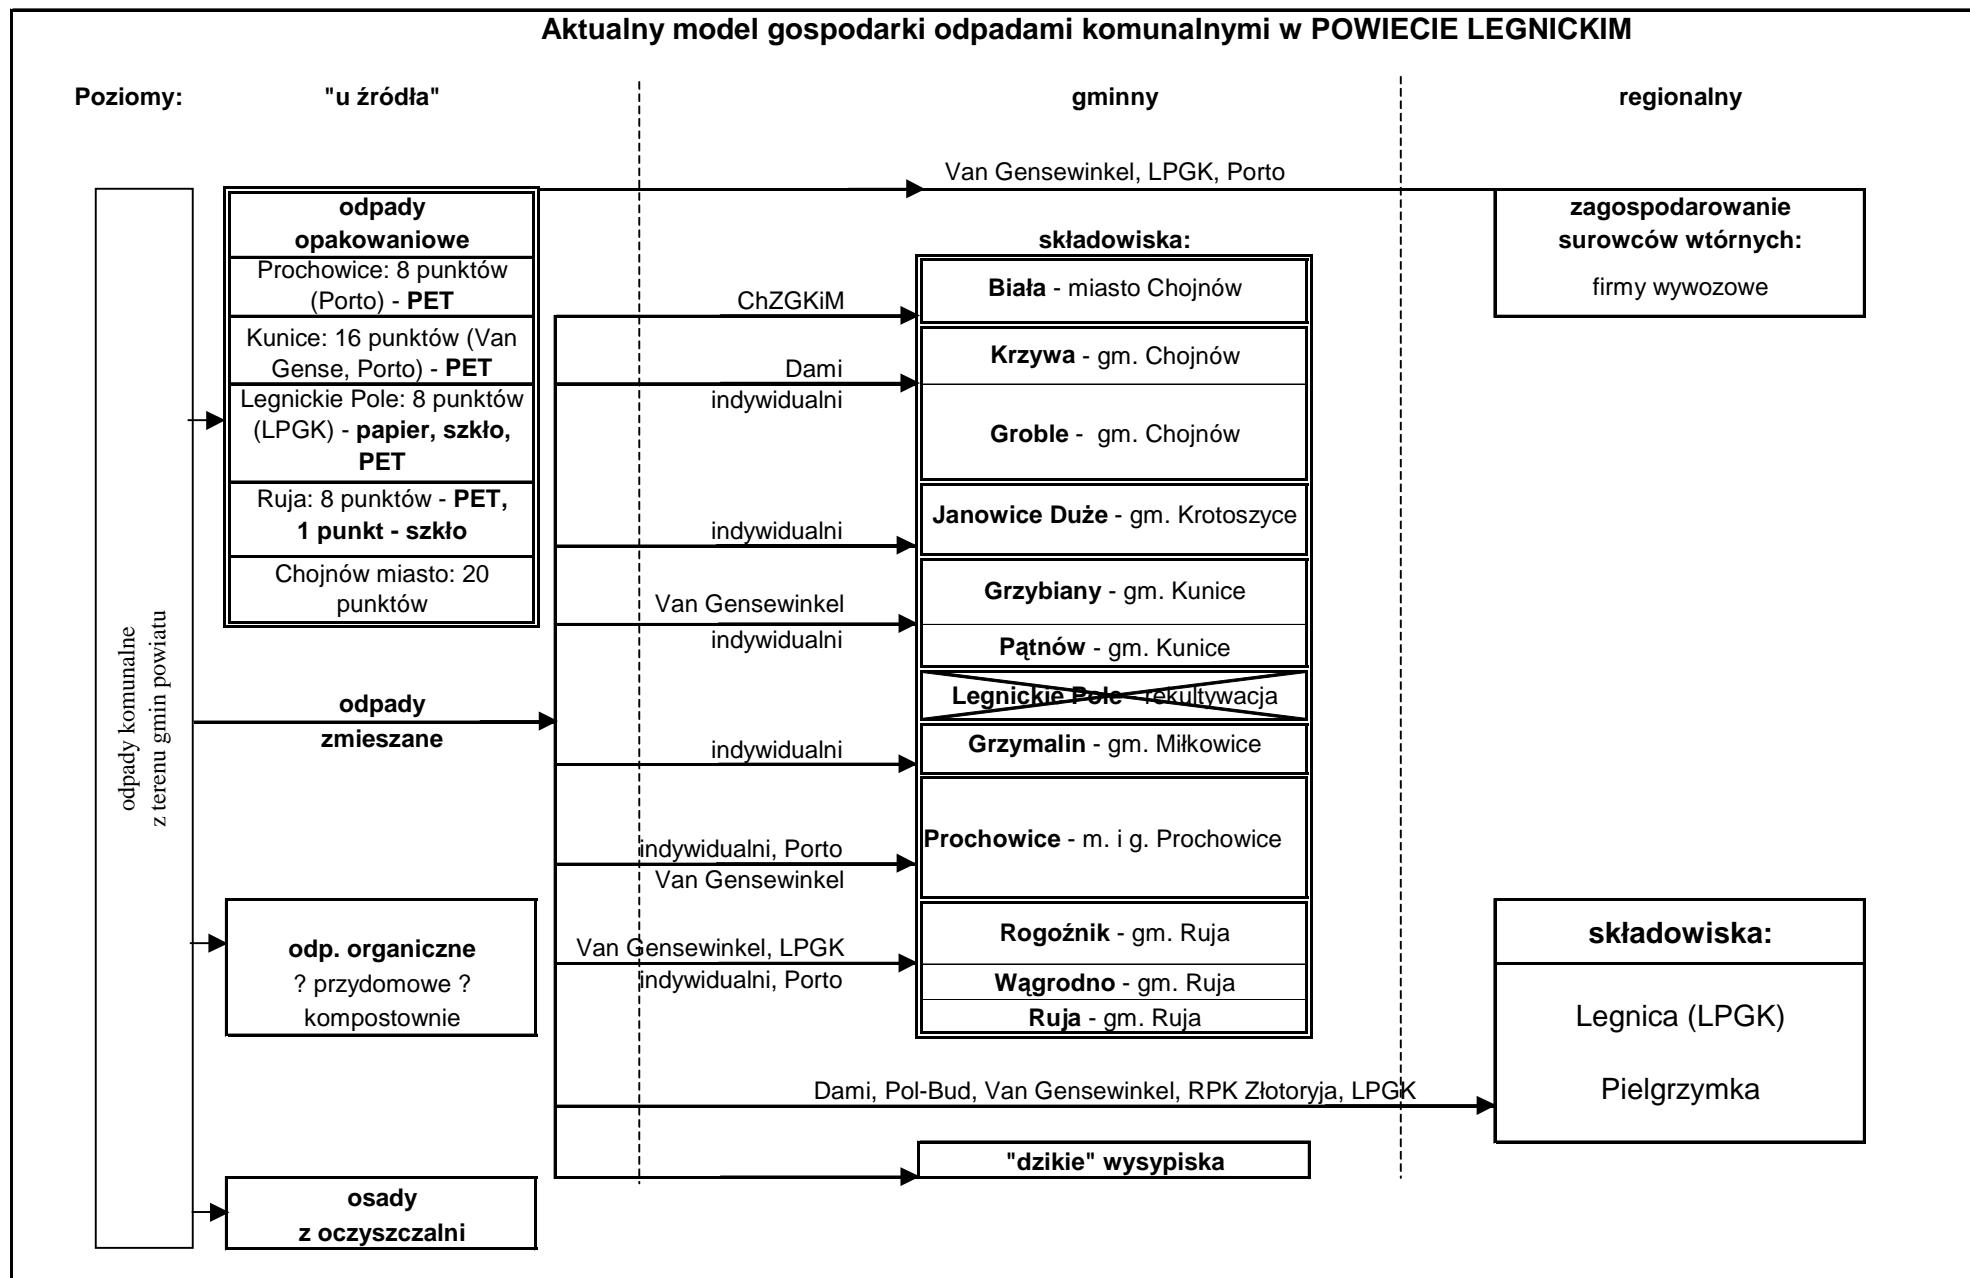 Aktualny model gospodarki odpadami komunalnymi w POWIECIE LEGNICKIM
Poziomy:
"u źródła"
gminny
regionalny
odpady komunalne
z terenu gmin powiatu
odpady
opakowaniowe
Prochowice: 8 punktów
(Porto) - PET
Kunice: 16 punktów (Van
Gense, Porto) - PET
Legnickie Pole: 8 punktów
(LPGK) - papier, szkło,
PET
Ruja: 8 punktów - PET,
1 punkt - szkło
Chojnów miasto: 20
punktów
odpady
zmieszane
odp. organiczne
? przydomowe ?
kompostownie
osady
z oczyszczalni
Van Gensewinkel, LPGK, Porto
ChZGKiM
Dami
indywidualni
indywidualni
Van Gensewinkel
indywidualni
indywidualni
indywidualni, Porto
Van Gensewinkel
Van Gensewinkel, LPGK
indywidualni, Porto
Dami, Pol-Bud, Van Gensewinkel, RPK Złotoryja, LPGK
składowiska:
Biała - miasto Chojnów
Krzywa - gm. Chojnów
Groble - gm. Chojnów
Janowice Duże - gm. Krotoszyce
Grzybiany - gm. Kunice
Pątnów - gm. Kunice
Legnickie Pole - rekultywacja
Grzymalin - gm. Miłkowice
Prochowice - m. i g. Prochowice
Rogoźnik - gm. Ruja
Wągrodno - gm. Ruja
Ruja - gm. Ruja
"dzikie" wysypiska
zagospodarowanie
surowców wtórnych:
firmy wywozowe
składowiska:
Legnica (LPGK)
Pielgrzymka